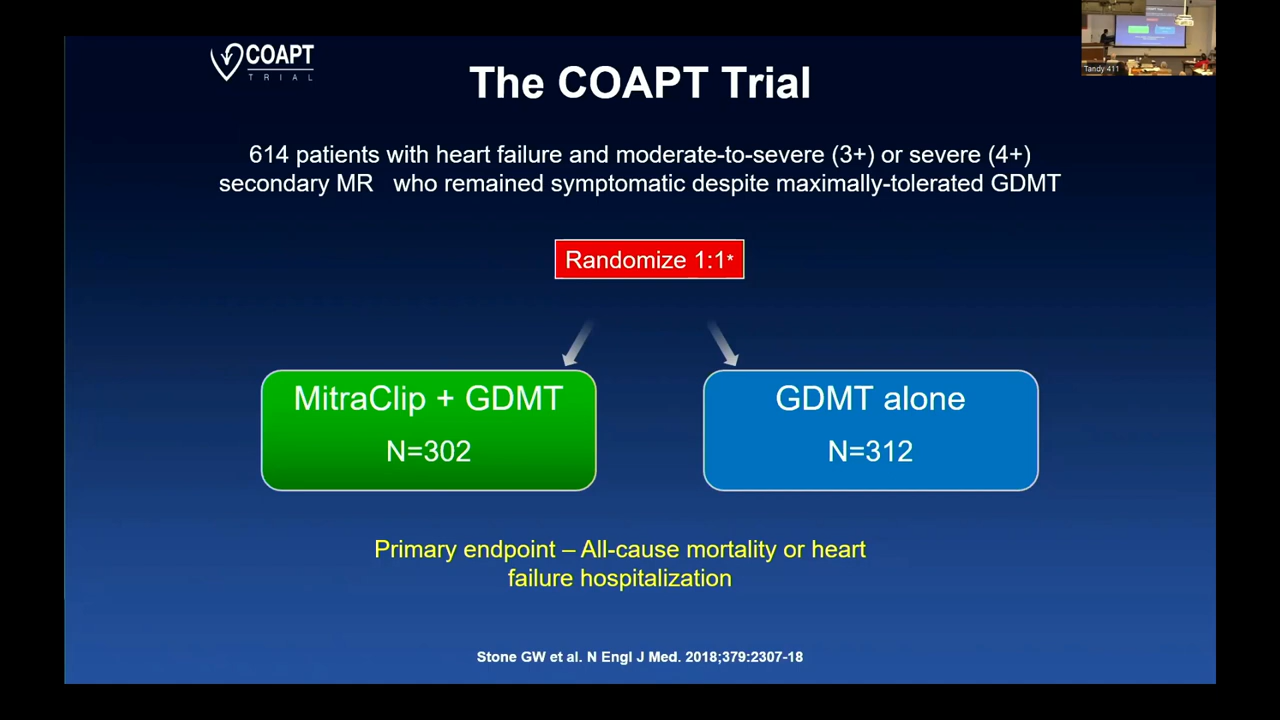 COAPT
TRIAL
The COAPT Trial
Tandy 411
614 patients with heart failure and moderate-to-severe (3+) or severe (4+)
secondary MR who remained symptomatic despite maximally-tolerated GDMT
Randomize 1:1*
MitraClip + GDMT
N=302
GDMT alone
N=312
Primary endpoint – All-cause mortality or heart
failure hospitalization
Stone GW et al. N Engl J Med. 2018;379:2307-18